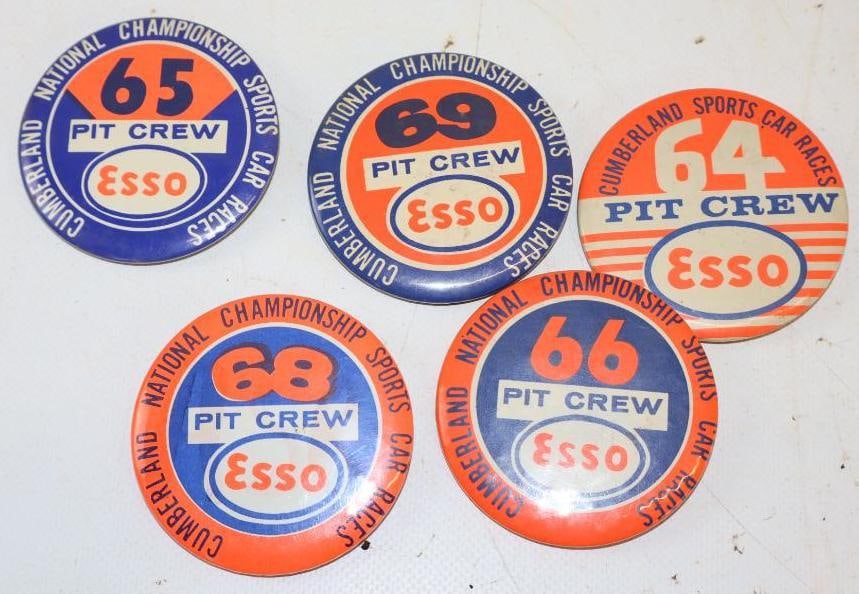 CUMBERLAND NATIONAL CHAMPIONSHIP SPORTS CAR RACES
65
PIT CREW
Esso
CUMBERLAND NATIONAL CHAMPIONSHIP SPORTS CAR RACES
69
PIT CREW
Esso
CUMBERLAND SPORTS CAR RACES
64
PIT CREW
Esso
CUMBERLAND NATIONAL CHAMPIONSHIP SPORTS CAR RACES
68
PIT CREW
Esso
CUMBERLAND NATIONAL CHAMPIONSHIP SPORTS CAR RACES
66
PIT CREW
Esso